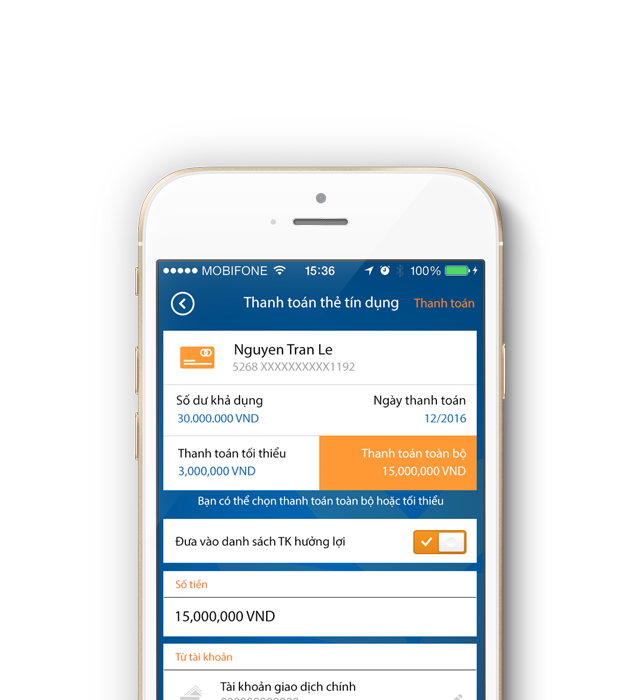 MOBIFONE 15:36 100%
Thanh toán thẻ tín dụng Thanh toán
Nguyen Tran Le
5268 XXXXXXXXXX1192
Số dư khả dụng Ngày thanh toán
30.000.000 VND 12/2016
Thanh toán tối thiểu Thanh toán toàn bộ
3,000,000 VND 15,000,000 VND
Bạn có thể chọn thanh toán toàn bộ hoặc tối thiểu
Đưa vào danh sách TK hưởng lợi
Số tiền
15,000,000 VND
Từ tài khoản
Tài khoản giao dịch chính